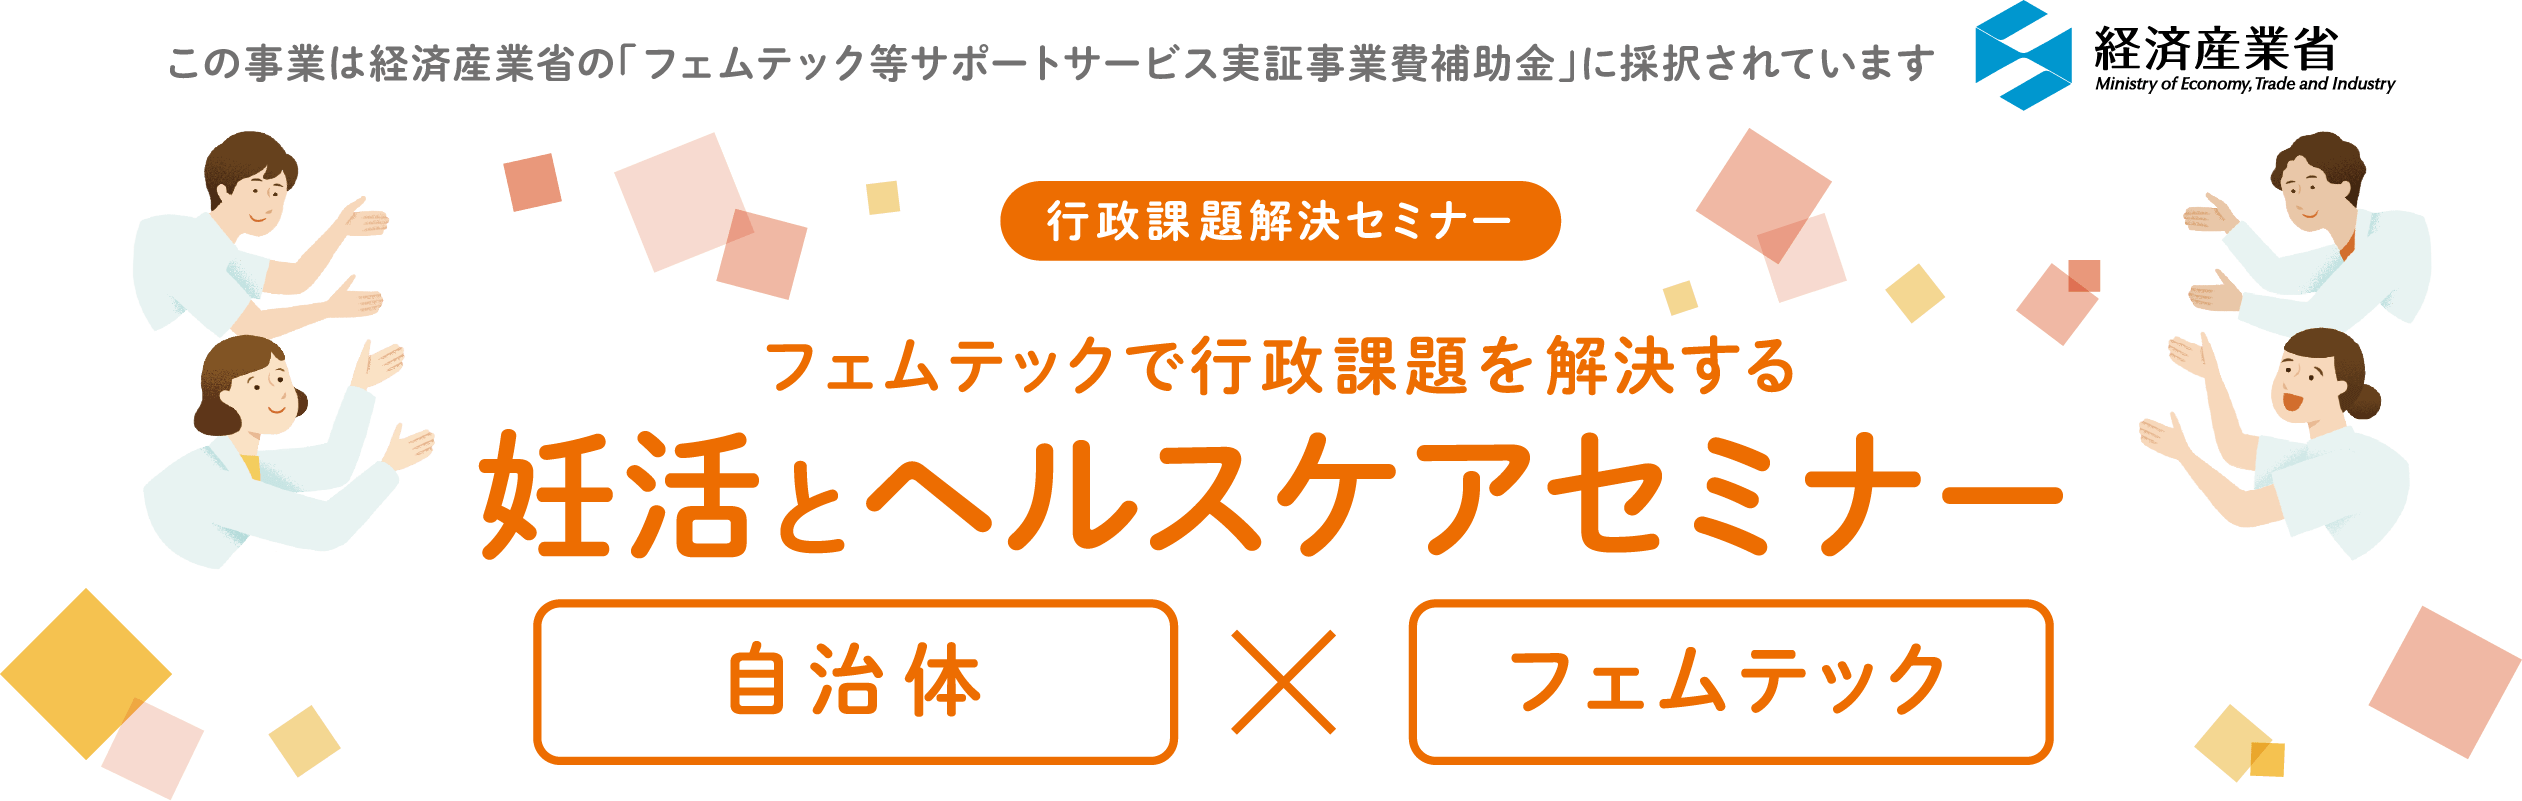 この事業は経済産業省の「フェムテック等サポートサービス実証事業費補助金」に採択されています
経済産業省
Ministry of Economy, Trade and Industry
行政課題解決セミナー
フェムテックで行政課題を解決する
妊活とヘルスケアセミナー
自治体 × フェムテック